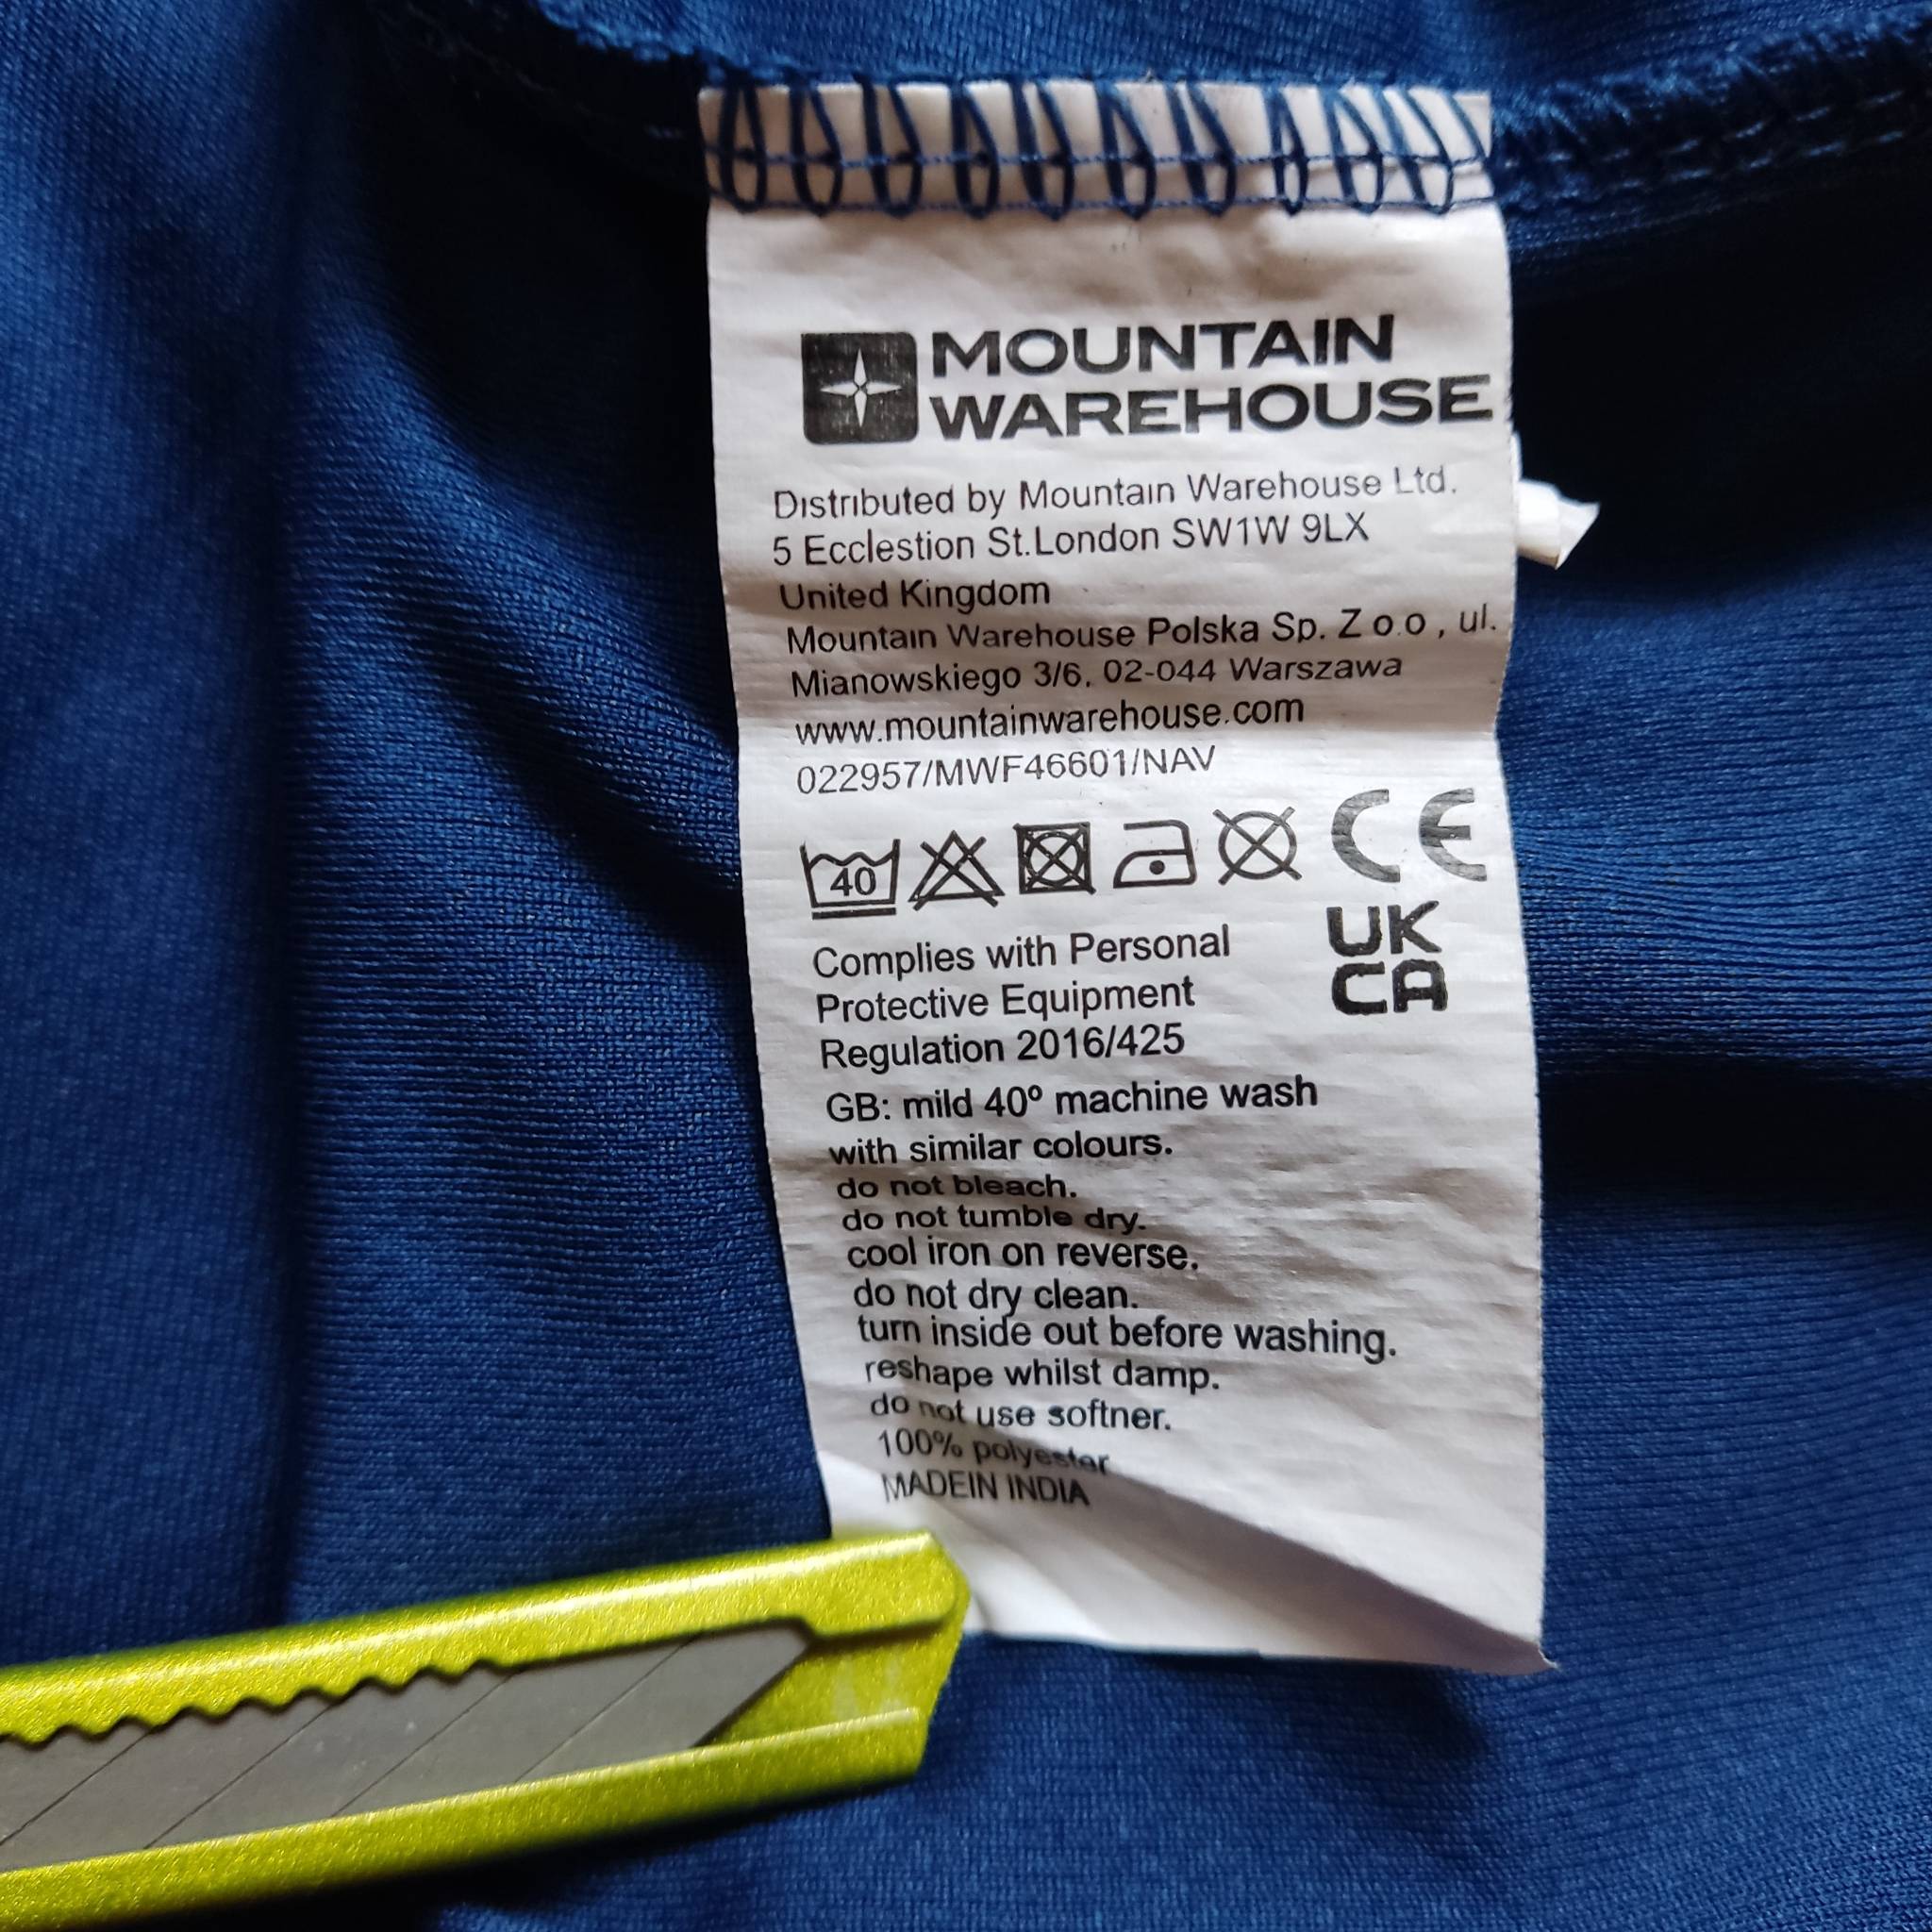 MOUNTAIN
WAREHOUSE
Distributed by Mountain Warehouse Ltd.
5 Ecclestion St.London SW1W 9LX
United Kingdom
Mountain Warehouse Polska Sp. Z o.o , ul.
Mianowskiego 3/6, 02-044 Warszawa
www.mountainwarehouse.com
022957/MWF46601/NAV
40
CE
UK
CA
Complies with Personal
Protective Equipment
Regulation 2016/425
GB: mild 40º machine wash
with similar colours.
do not bleach.
do not tumble dry.
cool iron on reverse.
do not dry clean.
turn inside out before washing.
reshape whilst damp.
do not use softner.
100% polyester
MADEIN INDIA